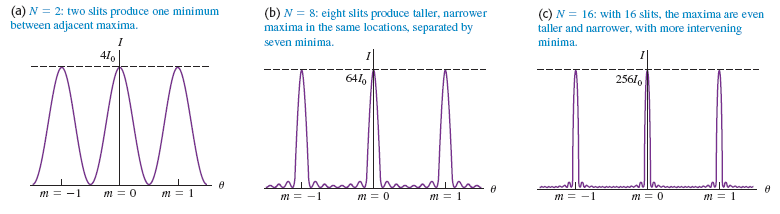 (a) N = 2: two slits produce one minimum
between adjacent maxima.
I
4I₀
m = −1
m = 0
m = 1
θ
(b) N = 8: eight slits produce taller, narrower
maxima in the same locations, separated by
seven minima.
I
64I₀
m = −1
m = 0
m = 1
θ
(c) N = 16: with 16 slits, the maxima are even
taller and narrower, with more intervening
minima.
I
256I₀
m = −1
m = 0
m = 1
θ